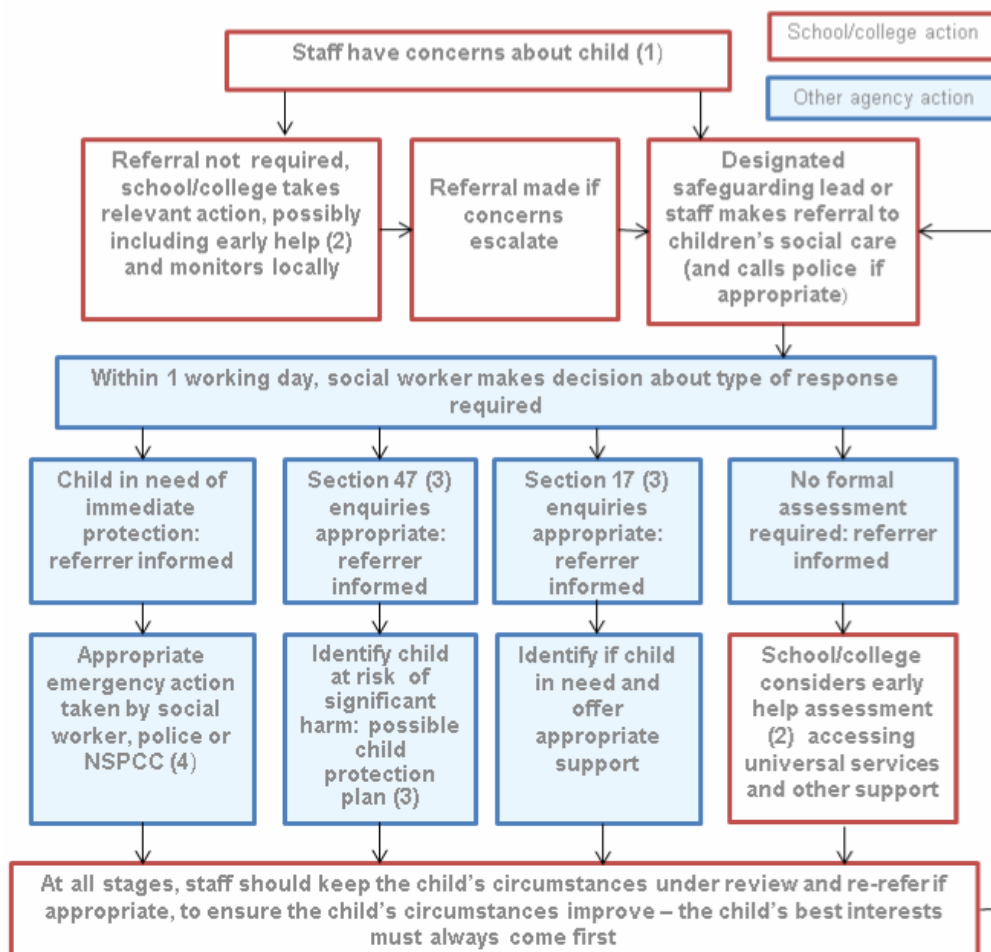 School/college action
Other agency action
Staff have concerns about child (1)
Referral not required,
school/college takes
relevant action, possibly
including early help (2)
and monitors locally
Referral made if
concerns
escalate
Designated
safeguarding lead or
staff makes referral to
children's social care
(and calls police if
appropriate)
Within 1 working day, social worker makes decision about type of response
required
Child in need of
immediate
protection:
referrer informed
Section 47 (3)
enquiries
appropriate:
referrer
informed
Section 17 (3)
enquiries
appropriate:
referrer
informed
No formal
assessment
required: referrer
informed
Appropriate
emergency action
taken by social
worker, police or
NSPCC (4)
Identify child
at risk of
significant
harm: possible
child
protection
plan (3)
Identify if child
in need and
offer
appropriate
support
School/college
considers early
help assessment
(2) accessing
universal services
and other support
At all stages, staff should keep the child's circumstances under review and re-refer if
appropriate, to ensure the child's circumstances improve – the child's best interests
must always come first